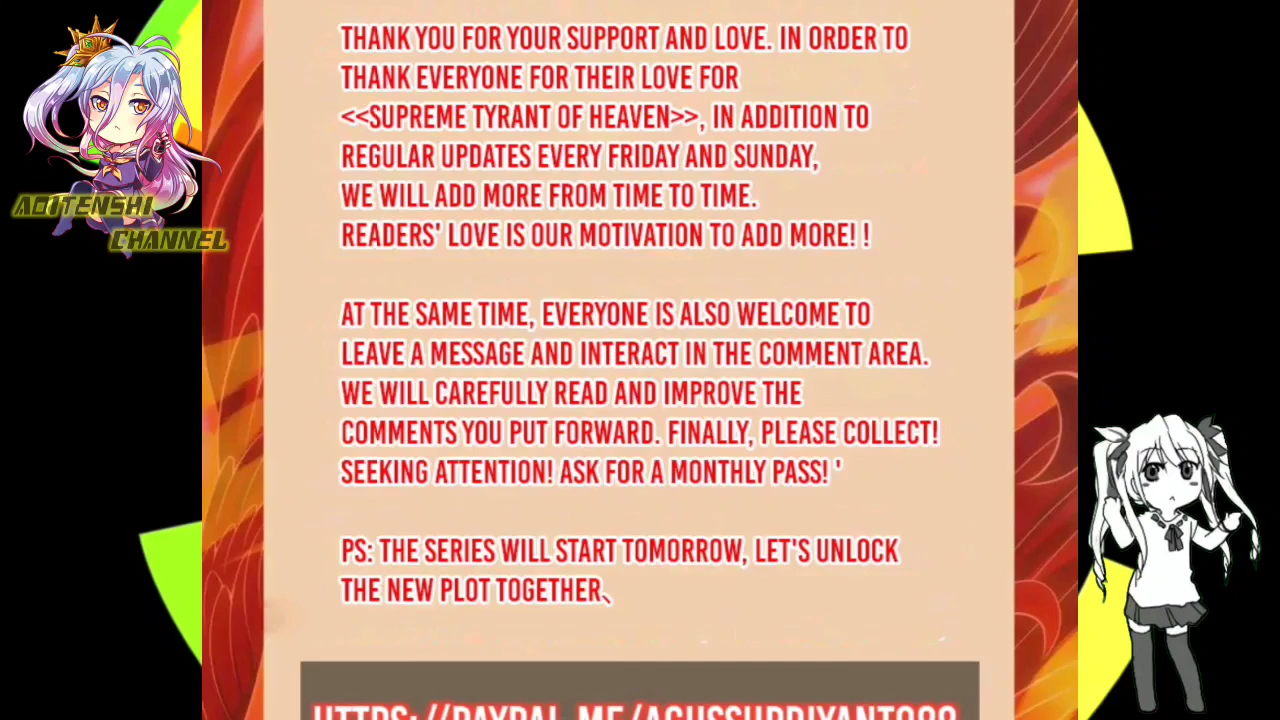 THANK YOU FOR YOUR SUPPORT AND LOVE. IN ORDER TO
THANK EVERYONE FOR THEIR LOVE FOR
<<SUPREME TYRANT OF HEAVEN>>, IN ADDITION TO
REGULAR UPDATES EVERY FRIDAY AND SUNDAY,
WE WILL ADD MORE FROM TIME TO TIME.
READERS' LOVE IS OUR MOTIVATION TO ADD MORE! !
AT THE SAME TIME, EVERYONE IS ALSO WELCOME TO
LEAVE A MESSAGE AND INTERACT IN THE COMMENT AREA.
WE WILL CAREFULLY READ AND IMPROVE THE
COMMENTS YOU PUT FORWARD. FINALLY, PLEASE COLLECT!
SEEKING ATTENTION! ASK FOR A MONTHLY PASS! '
PS: THE SERIES WILL START TOMORROW, LET'S UNLOCK
THE NEW PLOT TOGETHER、
AOITENSHI
CHANNEL